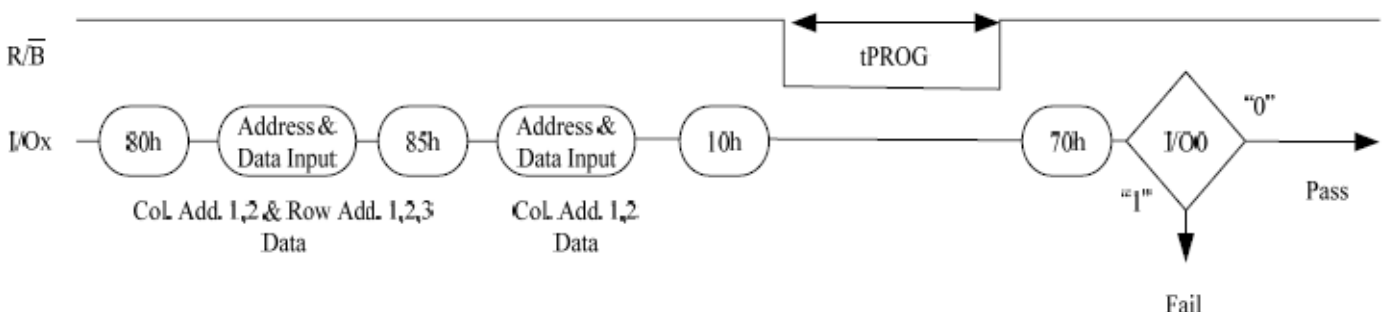 R/B̅
tPROG
I/Ox
80h
Address &
Data Input
85h
Address &
Data Input
10h
70h
I/O0
"0"
"1"
Pass
Col. Add. 1,2 & Row Add. 1,2,3
Data
Col. Add. 1,2
Data
Fail